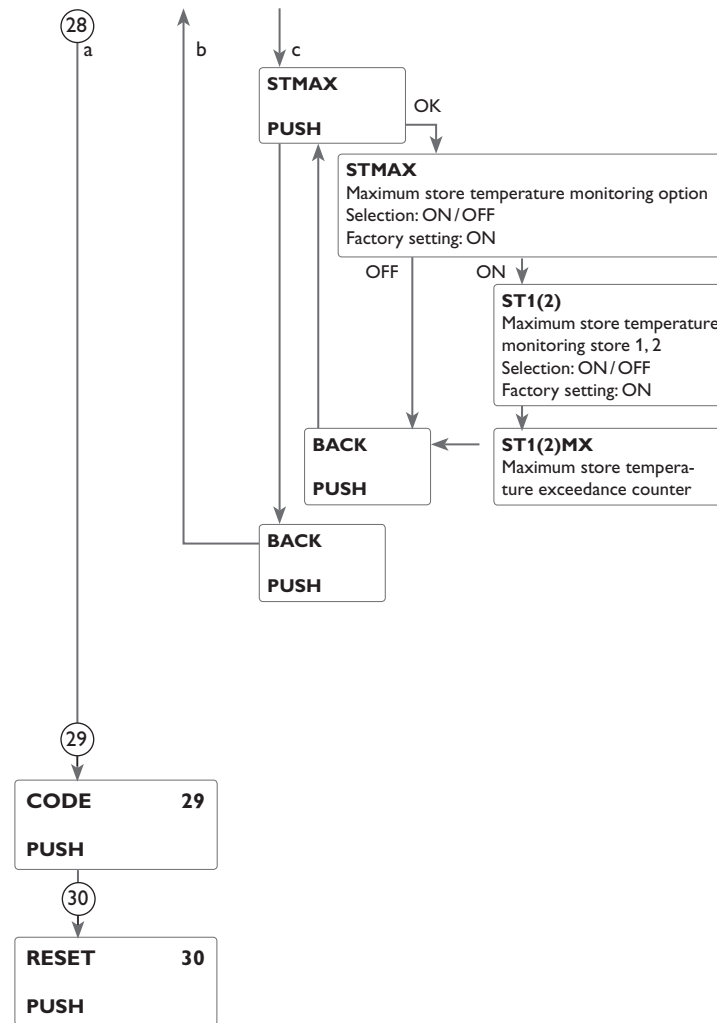 28
a
b
c
STMAX
PUSH
OK
STMAX
Maximum store temperature monitoring option
Selection: ON / OFF
Factory setting: ON
OFF
ON
ST1(2)
Maximum store temperature
monitoring store 1, 2
Selection: ON / OFF
Factory setting: ON
BACK
PUSH
ST1(2)MX
Maximum store tempera-
ture exceedance counter
BACK
PUSH
29
CODE 29
PUSH
30
RESET 30
PUSH